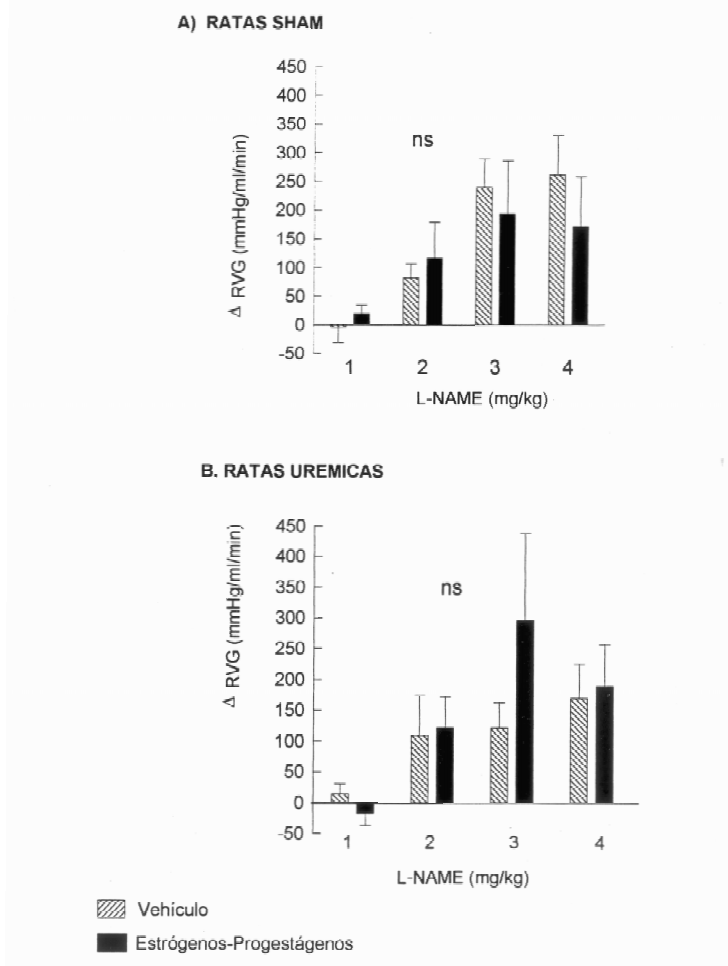 A) RATAS SHAM
Δ RVG (mmHg/ml/min)
450
400
350
300
250
200
150
100
50
0
-50
ns
1 2 3 4
L-NAME (mg/kg)
B. RATAS UREMICAS
Δ RVG (mmHg/ml/min)
450
400
350
300
250
200
150
100
50
0
-50
ns
1 2 3 4
L-NAME (mg/kg)
Vehículo
Estrógenos-Progestágenos